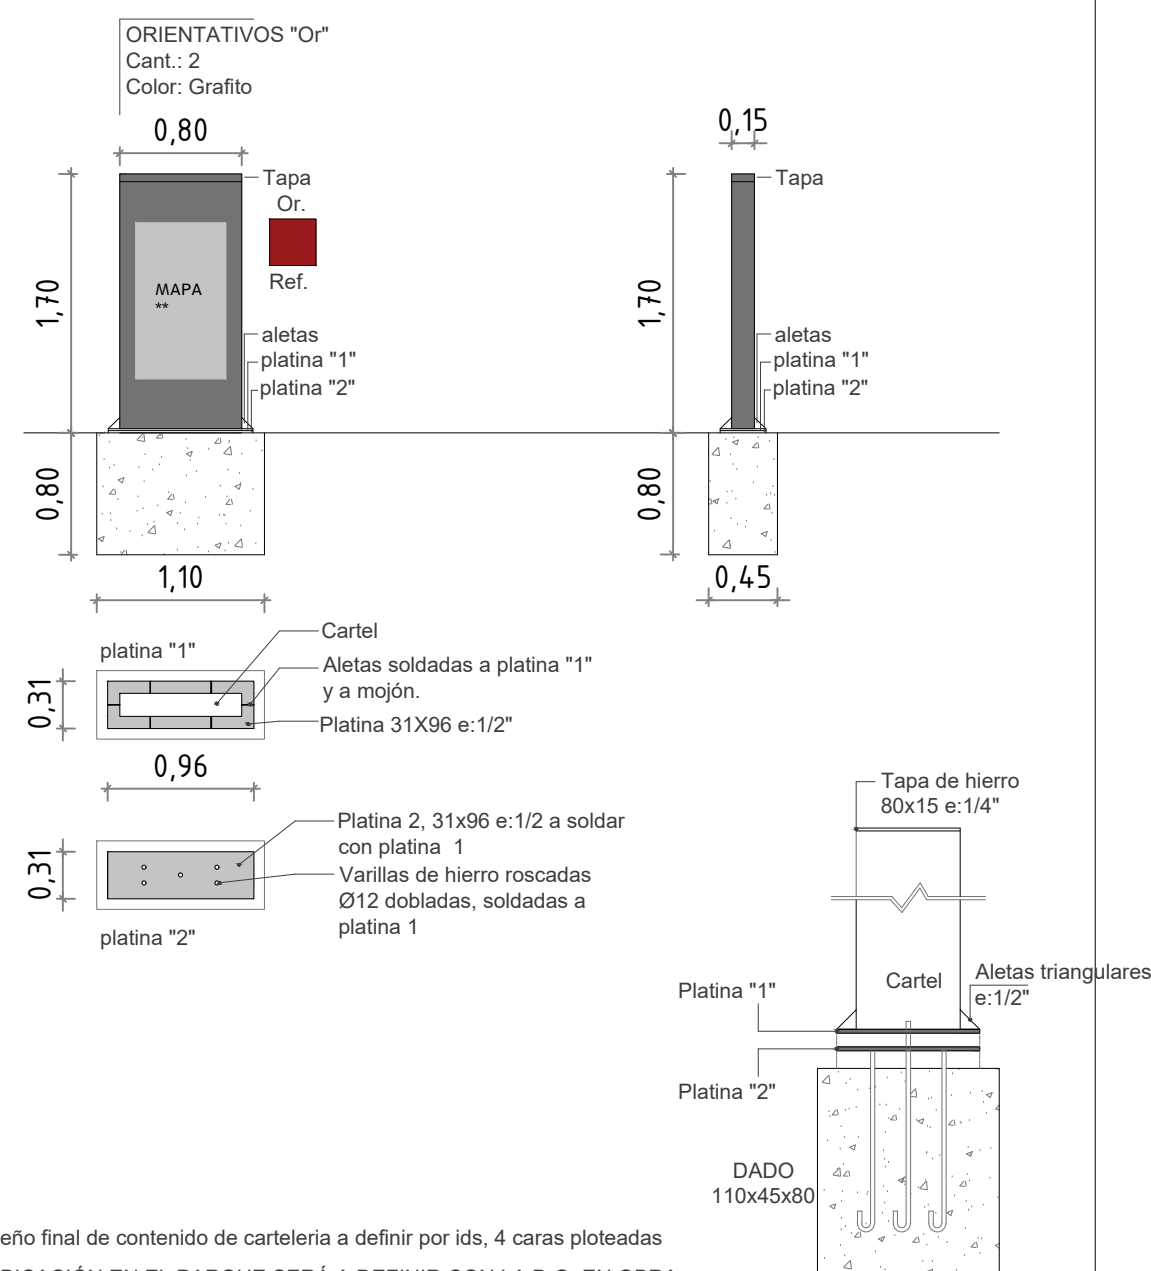 ORIENTATIVOS "Or"
Cant.: 2
Color: Grafito
0,80
0,15
Tapa
Or.
Ref.
MAPA
**
1,70
aletas
platina "1"
platina "2"
0,80
1,10
Tapa
1,70
aletas
platina "1"
platina "2"
0,80
0,45
platina "1"
Cartel
Aletas soldadas a platina "1"
y a mojón.
Platina 31X96 e:1/2"
0,31
0,96
Platina 2, 31x96 e:1/2 a soldar
con platina 1
Varillas de hierro roscadas
Ø12 dobladas, soldadas a
platina 1
0,31
platina "2"
Tapa de hierro
80x15 e:1/4"
Cartel
Aletas triangulares
e:1/2"
Platina "1"
Platina "2"
DADO
110x45x80
eño final de contenido de carteleria a definir por ids, 4 caras ploteadas